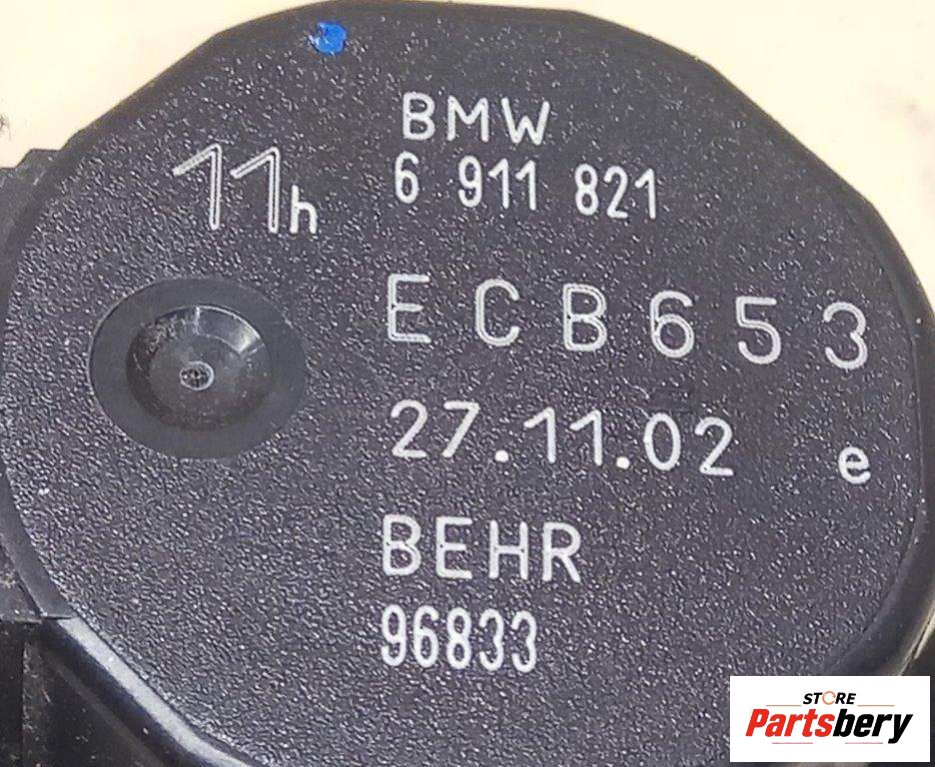 BMW
11h
6 911 821
ECB653
27.11.02
e
BEHR
96833
STORE
Partsbery